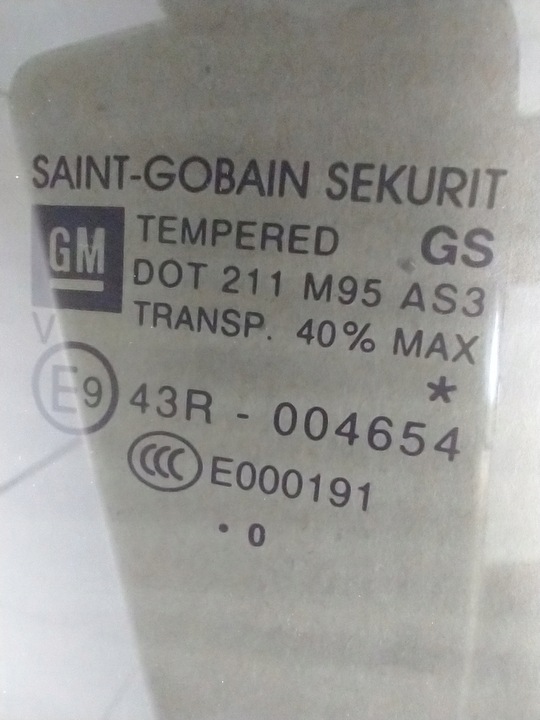 SAINT-GOBAIN SEKURIT
GM TEMPERED GS
DOT 211 M95 AS3
TRANSP. 40% MAX
V *
E9 43R - 004654
CCC E000191
· 0